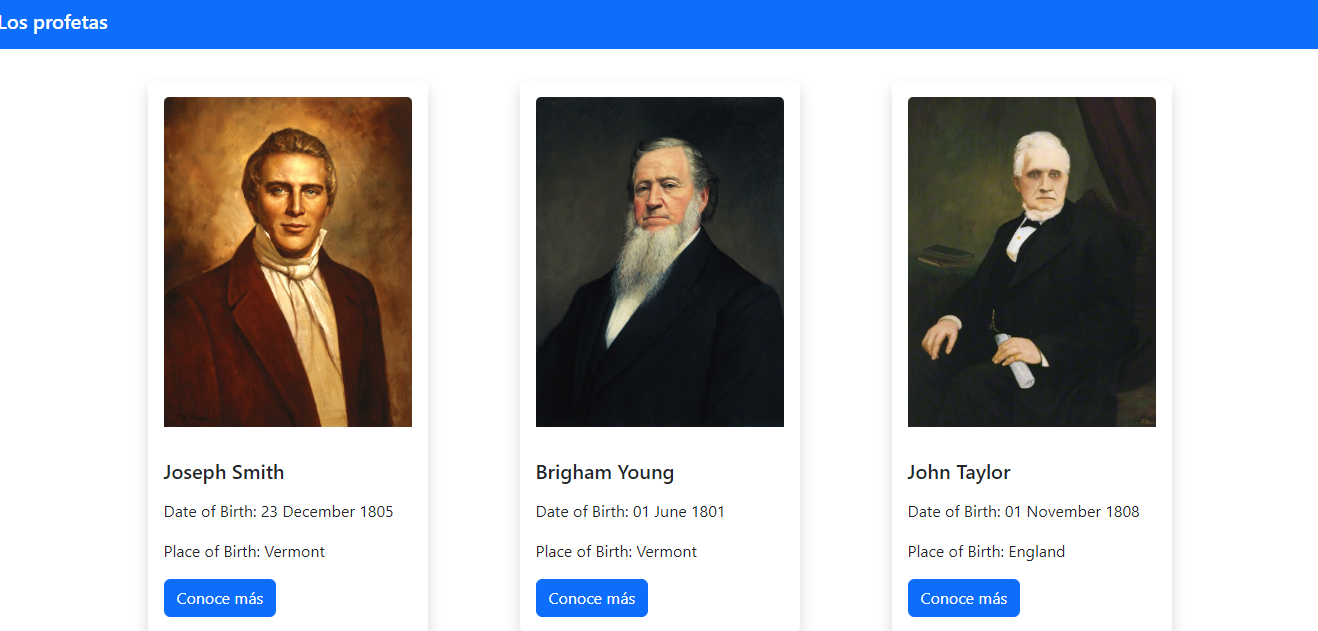 Los profetas
Joseph Smith
Date of Birth: 23 December 1805
Place of Birth: Vermont
Conoce más
Brigham Young
Date of Birth: 01 June 1801
Place of Birth: Vermont
Conoce más
John Taylor
Date of Birth: 01 November 1808
Place of Birth: England
Conoce más